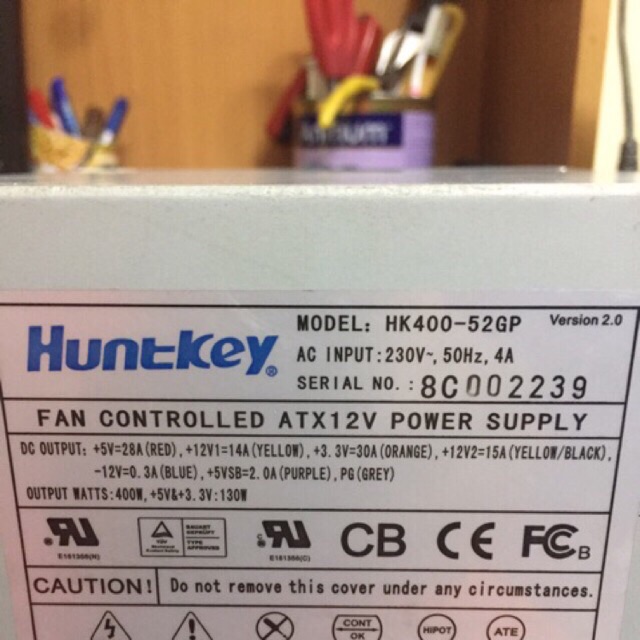 Huntkey®
MODEL: HK400-52GP Version 2.0
AC INPUT:230V~, 50Hz, 4A
SERIAL NO.: 8C002239
FAN CONTROLLED ATX12V POWER SUPPLY
DC OUTPUT: +5V=28A(RED), +12V1=14A(YELLOW), +3.3V=30A(ORANGE), +12V2=15A(YELLOW/BLACK),
-12V=0.3A(BLUE), +5VSB=2.0A(PURPLE), PG(GREY)
OUTPUT WATTS:400W, +5V&+3.3V:130W
CB CE FC B
CAUTION! Do not remove this cover under any circumstances.
CONT
OK
HIPOT
ATE